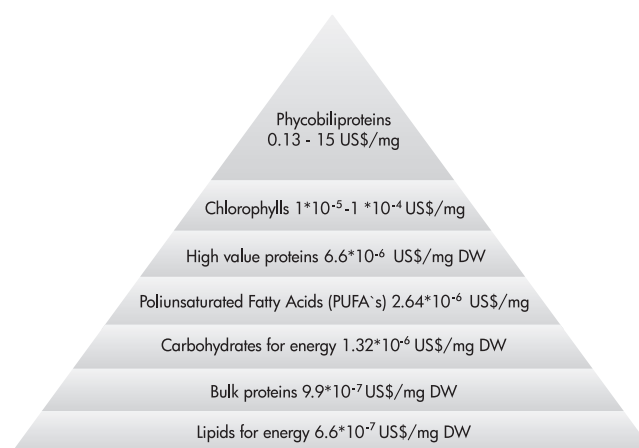 Phycobiliproteins
0.13 - 15 US$/mg
Chlorophylls 1*10⁻⁵-1 *10⁻⁴ US$/mg
High value proteins 6.6*10⁻⁶ US$/mg DW
Poliunsaturated Fatty Acids (PUFA`s) 2.64*10⁻⁶ US$/mg
Carbohydrates for energy 1.32*10⁻⁶ US$/mg DW
Bulk proteins 9.9*10⁻⁷ US$/mg DW
Lipids for energy 6.6*10⁻⁷ US$/mg DW